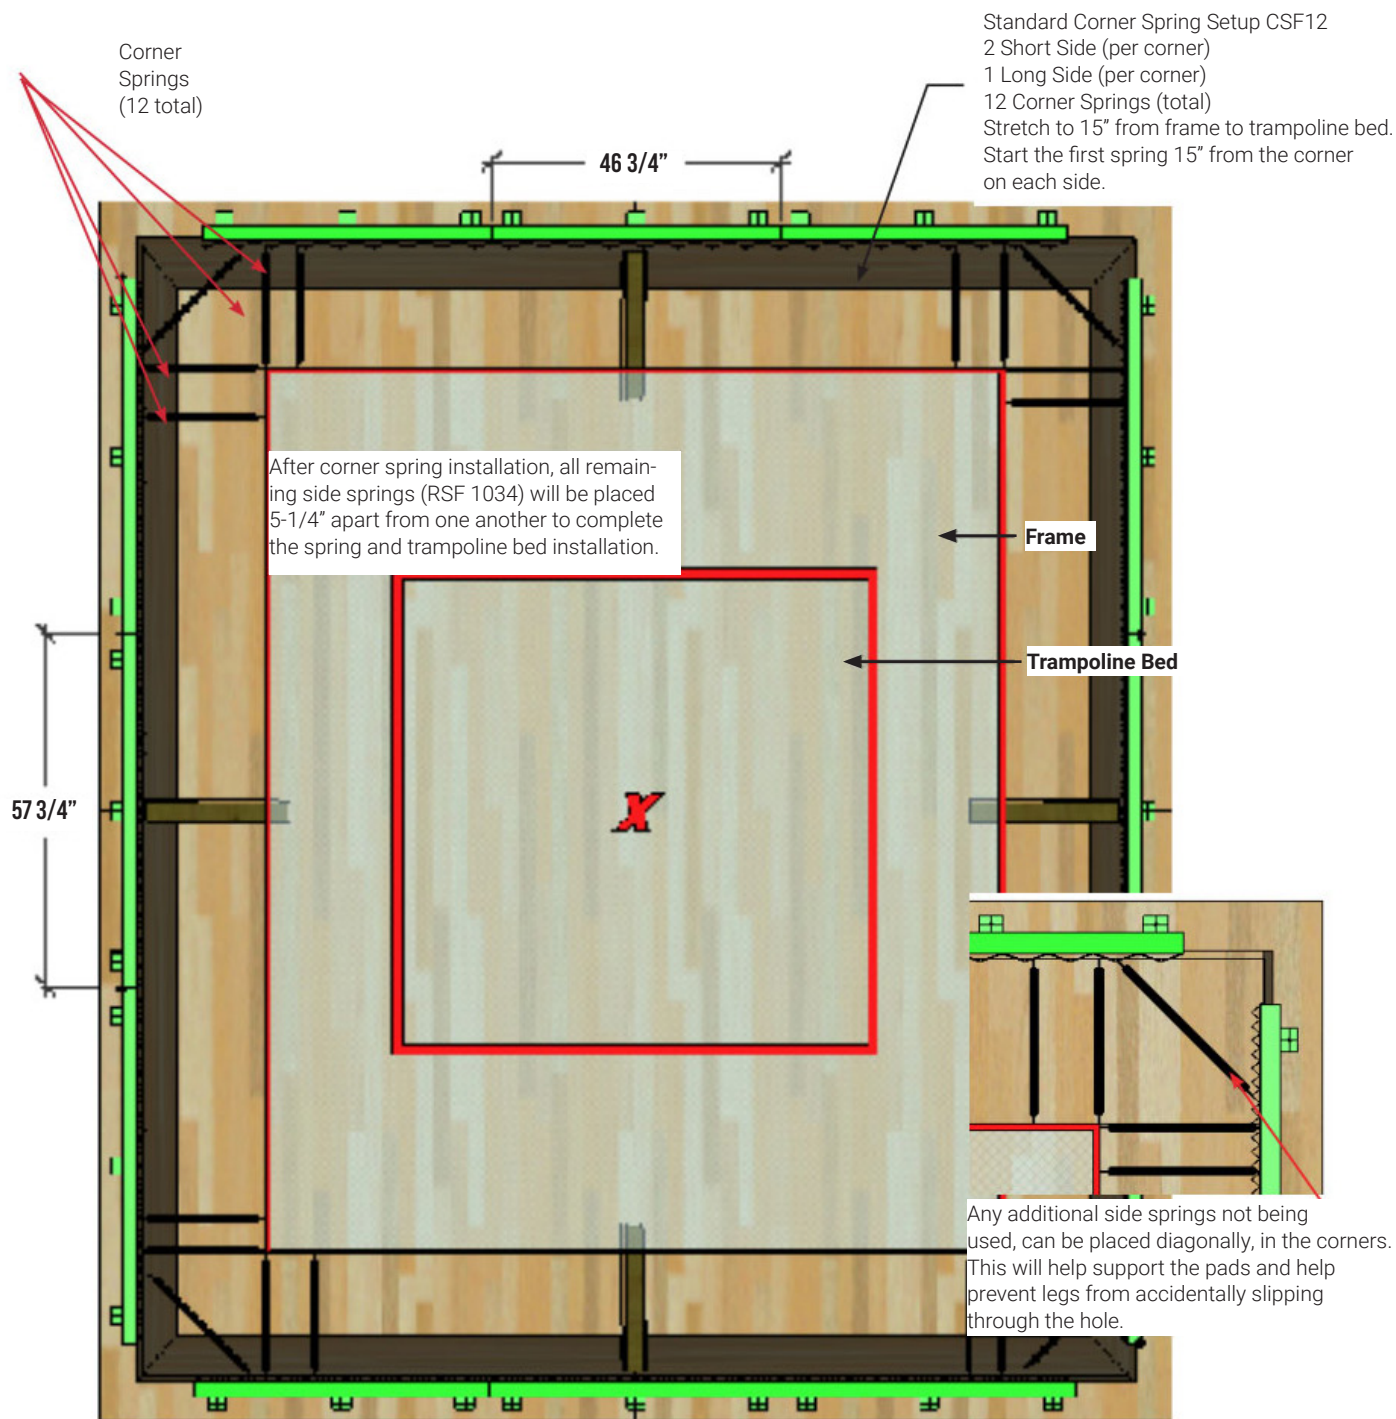 Corner
Springs
(12 total)
Standard Corner Spring Setup CSF12
2 Short Side (per corner)
1 Long Side (per corner)
12 Corner Springs (total)
Stretch to 15” from frame to trampoline bed.
Start the first spring 15” from the corner
on each side.
46 3/4”
After corner spring installation, all remain-
ing side springs (RSF 1034) will be placed
5-1/4” apart from one another to complete
the spring and trampoline bed installation.
Frame
Trampoline Bed
57 3/4”
X
Any additional side springs not being
used, can be placed diagonally, in the corners.
This will help support the pads and help
prevent legs from accidentally slipping
through the hole.